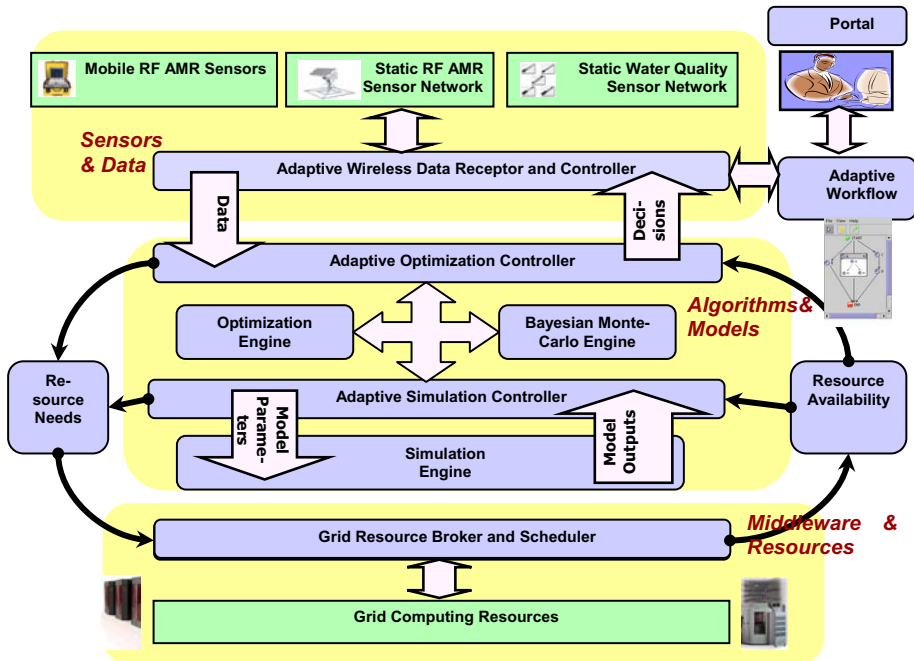 Portal
Mobile RF AMR Sensors
Static RF AMR
Sensor Network
Static Water Quality
Sensor Network
Sensors
& Data
Adaptive Wireless Data Receptor and Controller
Adaptive
Workflow
Data
Deci-
sions
File View Help
Adaptive Optimization Controller
Algorithms&
Models
Optimization
Engine
Bayesian Monte-
Carlo Engine
Re-
source
Needs
Adaptive Simulation Controller
Resource
Availability
Model
Parame-
ters
Model
Outputs
Simulation
Engine
Grid Resource Broker and Scheduler
Middleware &
Resources
Grid Computing Resources